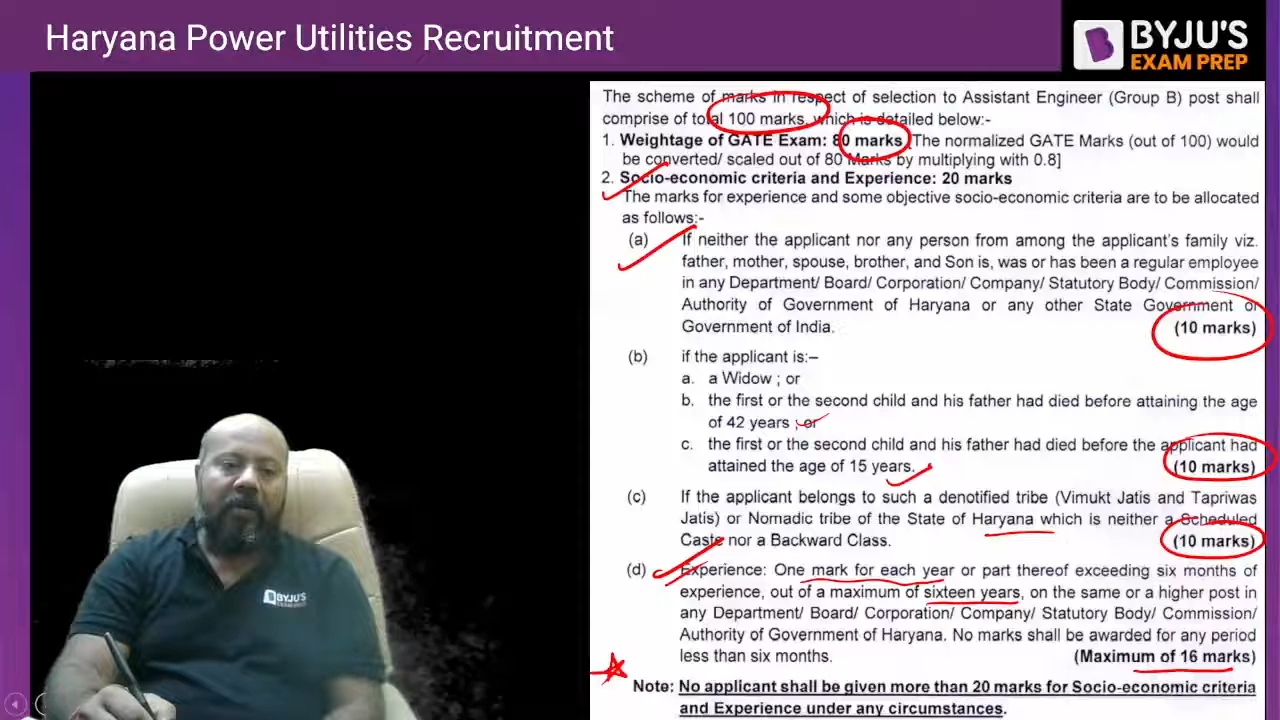 Haryana Power Utilities Recruitment
BYJU'S
EXAM PREP
The scheme of marks in respect of selection to Assistant Engineer (Group B) post shall
comprise of total 100 marks, which is detailed below:-
1. Weightage of GATE Exam: 80 marks [The normalized GATE Marks (out of 100) would
be converted/ scaled out of 80 Marks by multiplying with 0.8]
2. Socio-economic criteria and Experience: 20 marks
The marks for experience and some objective socio-economic criteria are to be allocated
as follows:-
(a) If neither the applicant nor any person from among the applicant's family viz.
father, mother, spouse, brother, and Son is, was or has been a regular employee
in any Department/ Board/ Corporation/ Company/ Statutory Body/ Commission/
Authority of Government of Haryana or any other State Government or
Government of India. (10 marks)
(b) if the applicant is:–
a. a Widow ; or
b. the first or the second child and his father had died before attaining the age
of 42 years ; or
c. the first or the second child and his father had died before the applicant had
attained the age of 15 years. (10 marks)
(c) If the applicant belongs to such a denotified tribe (Vimukt Jatis and Tapriwas
Jatis) or Nomadic tribe of the State of Haryana which is neither a Scheduled
Caste nor a Backward Class. (10 marks)
(d) Experience: One mark for each year or part thereof exceeding six months of
experience, out of a maximum of sixteen years, on the same or a higher post in
any Department/ Board/ Corporation/ Company/ Statutory Body/ Commission/
Authority of Government of Haryana. No marks shall be awarded for any period
less than six months. (Maximum of 16 marks)
Note: No applicant shall be given more than 20 marks for Socio-economic criteria
and Experience under any circumstances.
BYJU'S